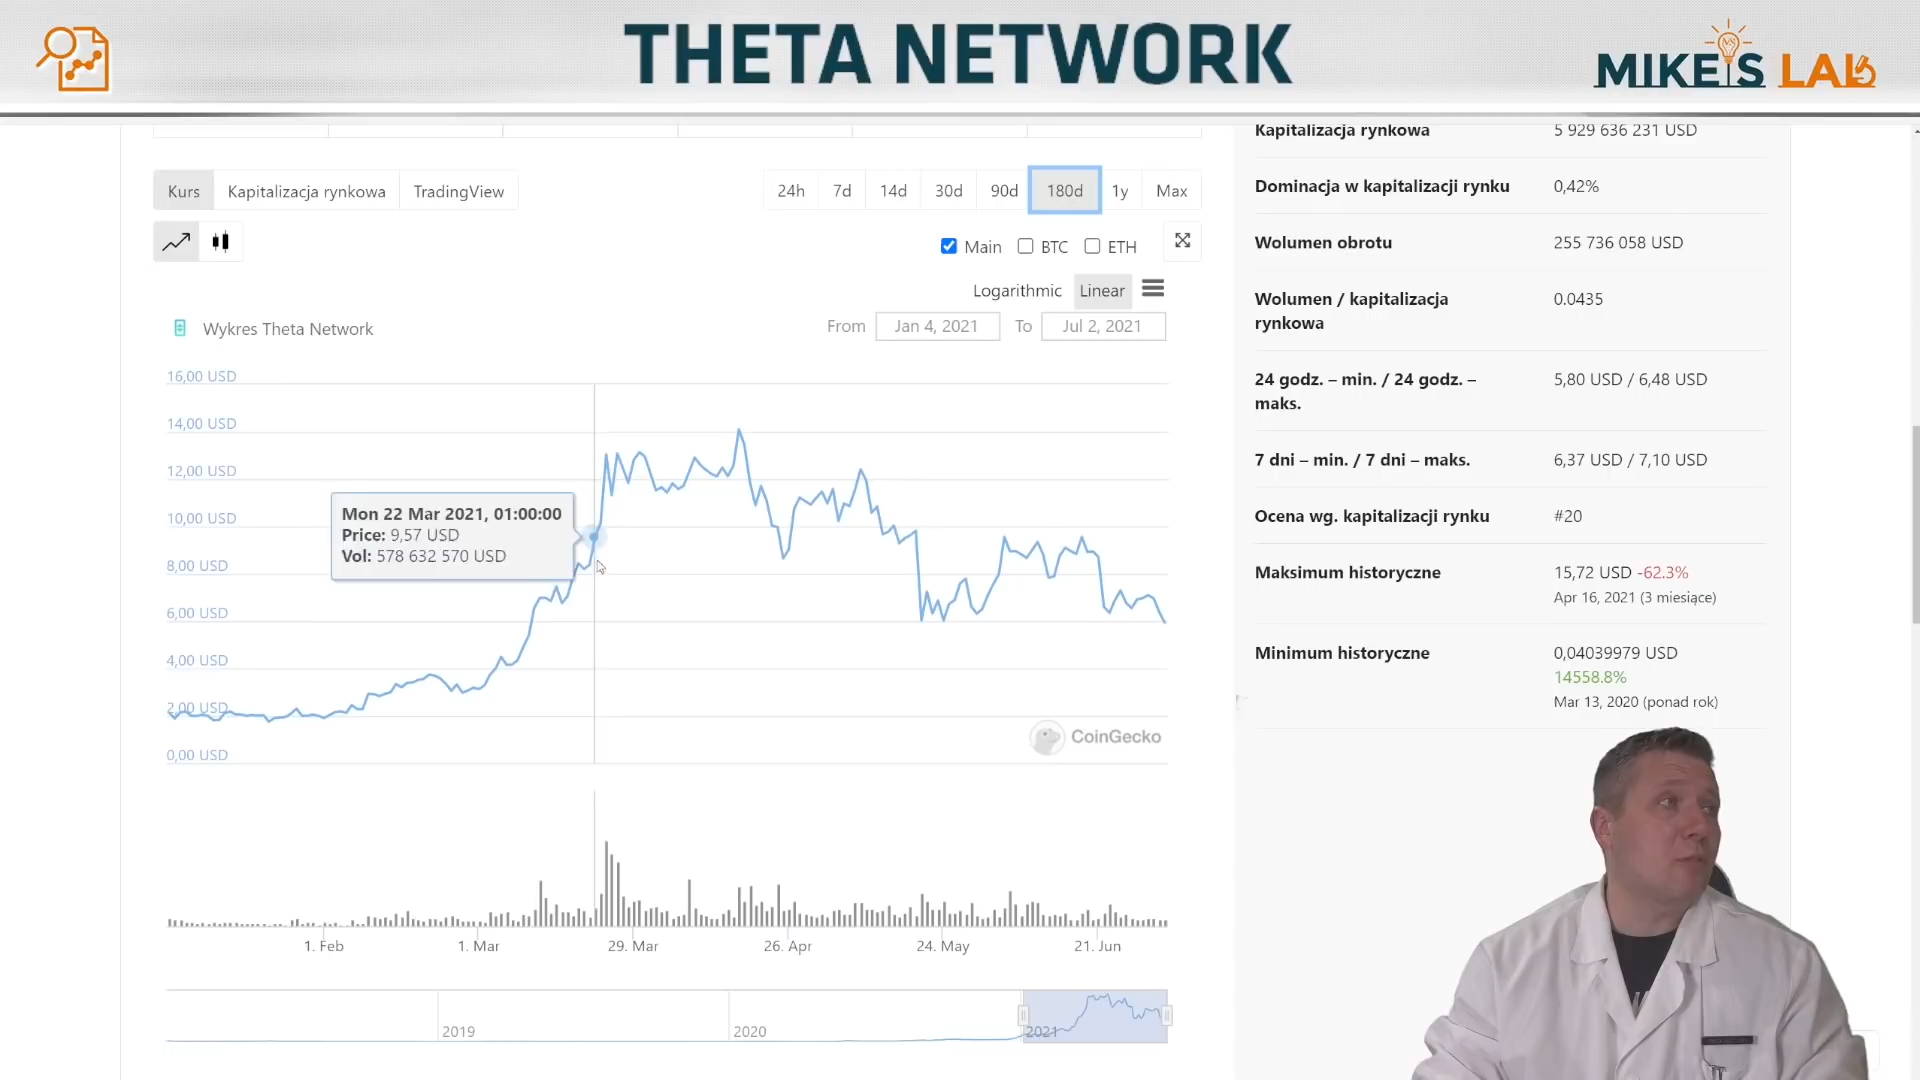 THETA NETWORK
MIKE'S LAB
Kurs
Kapitalizacja rynkowa
TradingView
24h
7d
14d
30d
90d
180d
1y
Max
Main
BTC
ETH
Logarithmic
Linear
Wykres Theta Network
From
Jan 4, 2021
To
Jul 2, 2021
16,00 USD
14,00 USD
12,00 USD
10,00 USD
8,00 USD
6,00 USD
4,00 USD
2,00 USD
0,00 USD
Mon 22 Mar 2021, 01:00:00
Price: 9,57 USD
Vol: 578 632 570 USD
CoinGecko
1. Feb
1. Mar
29. Mar
26. Apr
24. May
21. Jun
2019
2020
2021
Kapitalizacja rynkowa
5 929 636 231 USD
Dominacja w kapitalizacji rynku
0,42%
Wolumen obrotu
255 736 058 USD
Wolumen / kapitalizacja
rynkowa
0.0435
24 godz. – min. / 24 godz. –
maks.
5,80 USD / 6,48 USD
7 dni – min. / 7 dni – maks.
6,37 USD / 7,10 USD
Ocena wg. kapitalizacji rynku
#20
Maksimum historyczne
15,72 USD -62.3%
Apr 16, 2021 (3 miesiące)
Minimum historyczne
0,04039979 USD
14558.8%
Mar 13, 2020 (ponad rok)